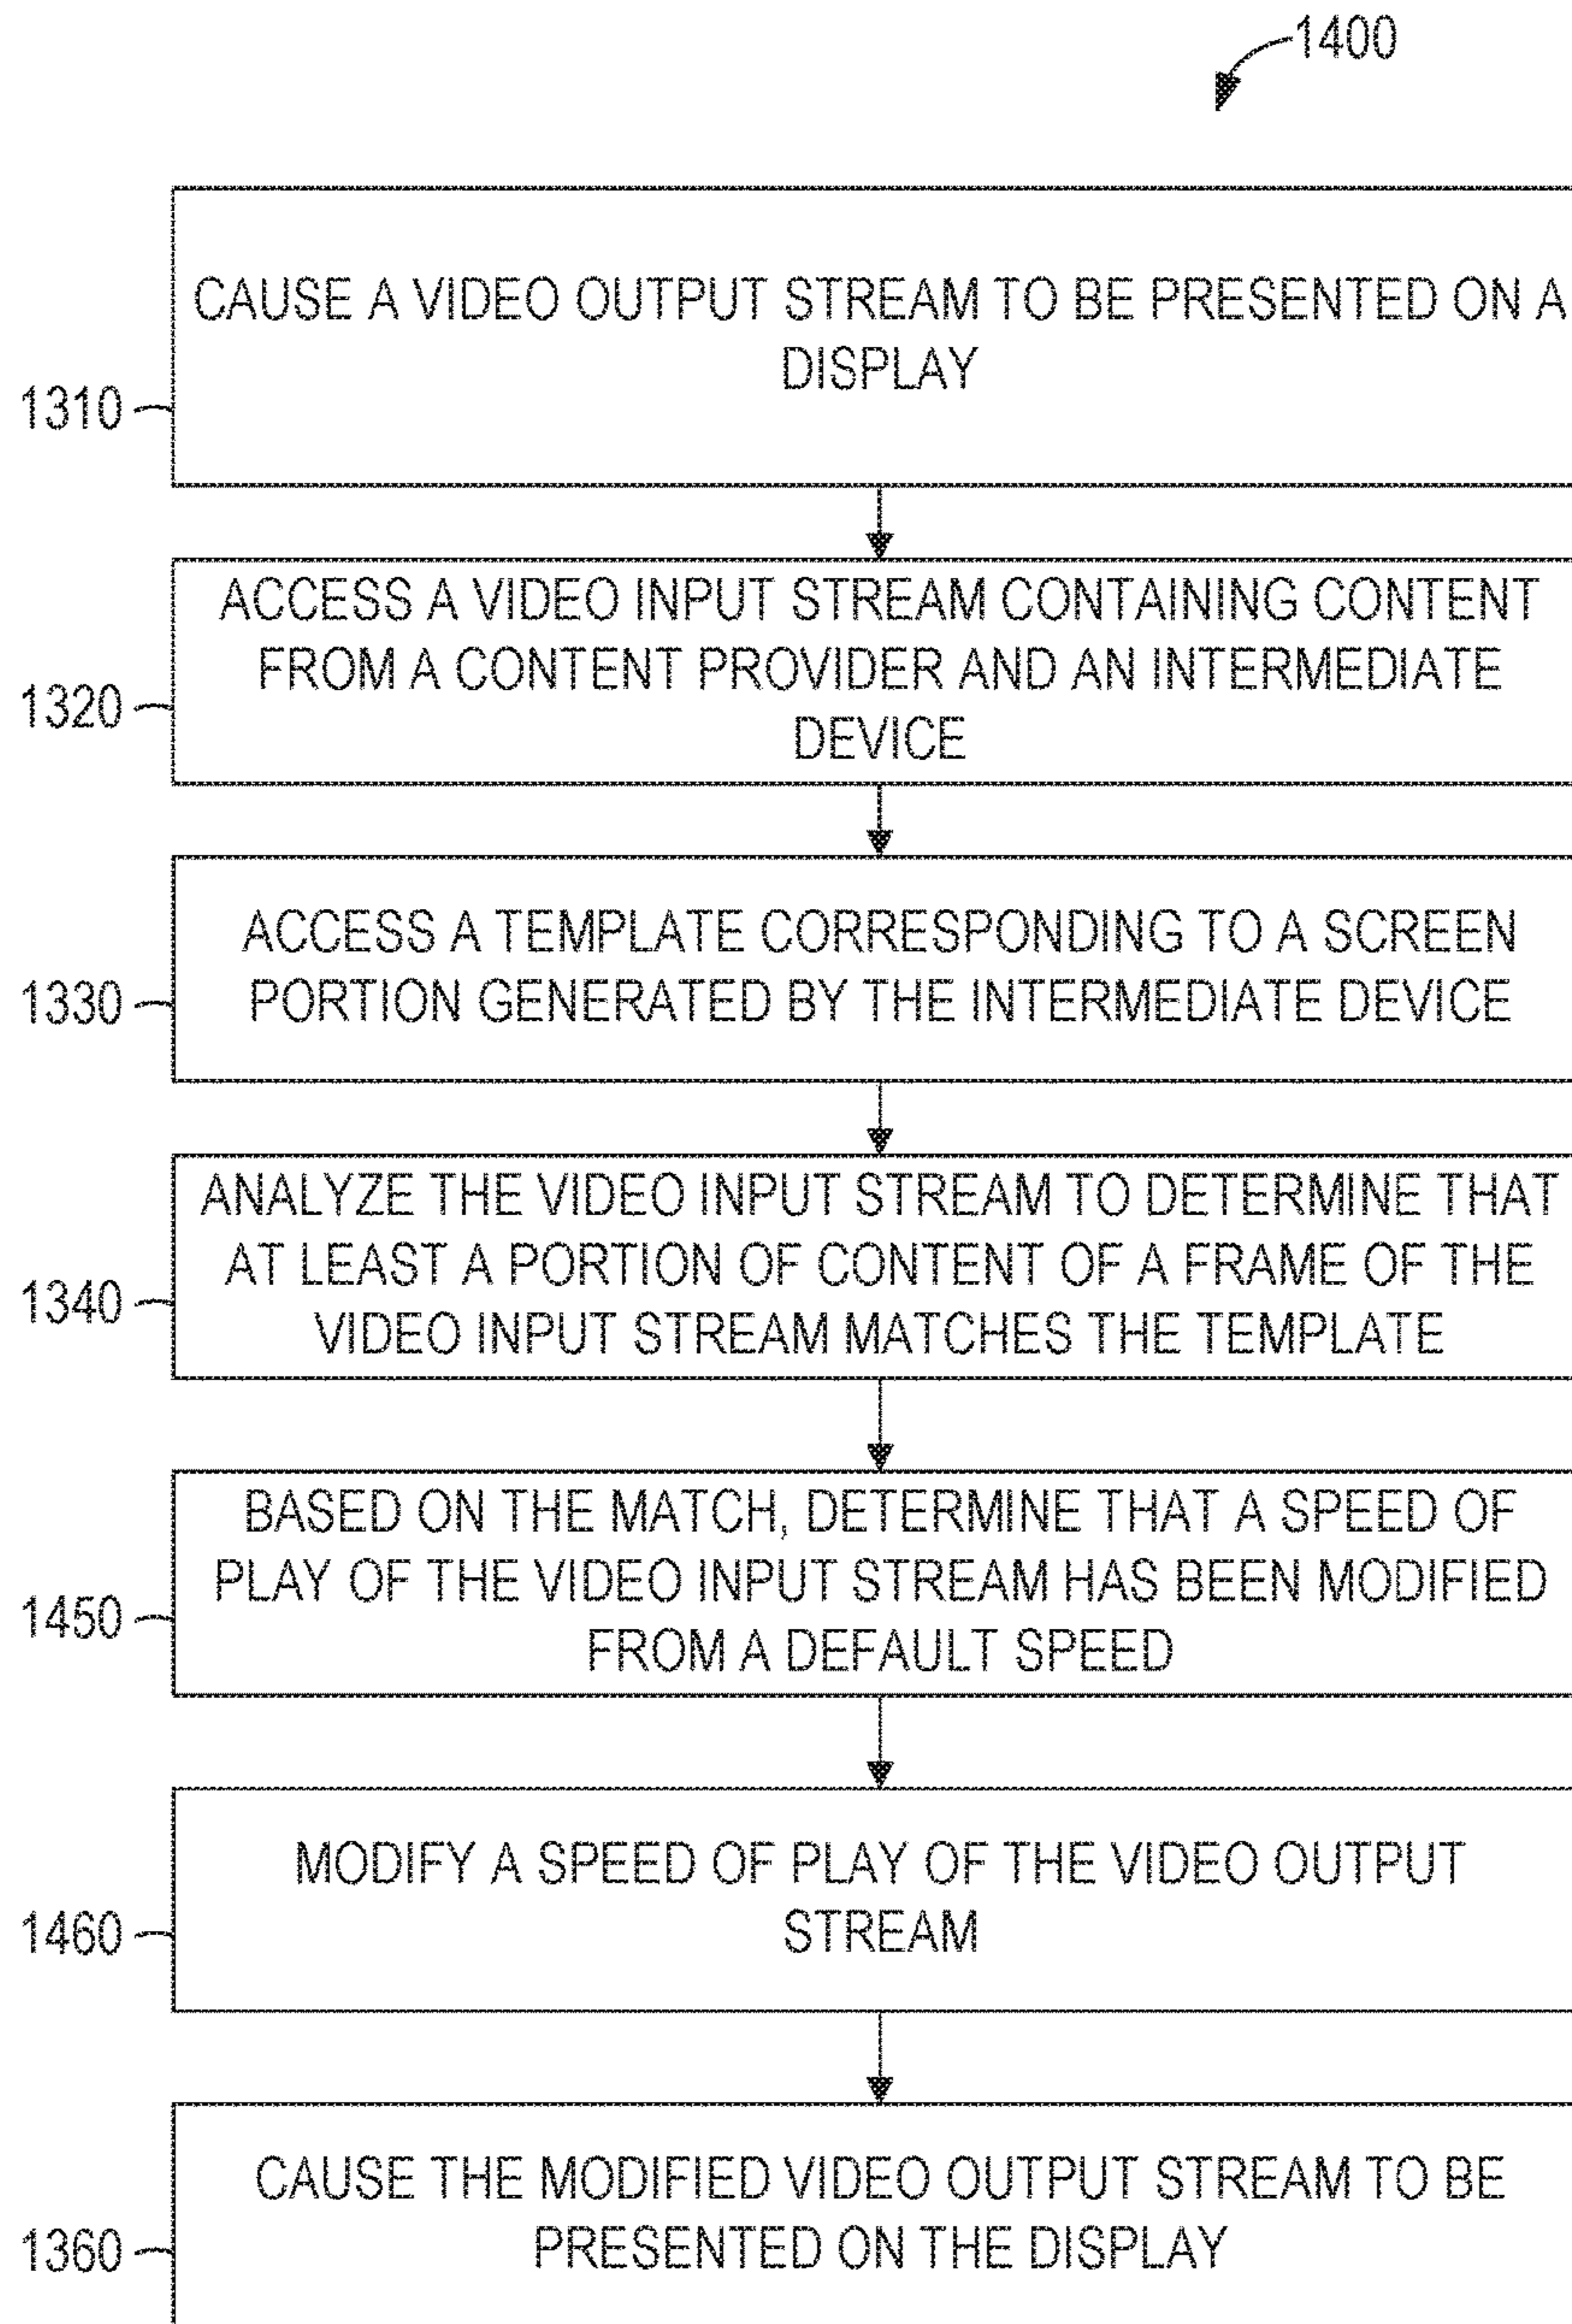 1400
CAUSE A VIDEO OUTPUT STREAM TO BE PRESENTED ON A
DISPLAY
1310
ACCESS A VIDEO INPUT STREAM CONTAINING CONTENT
FROM A CONTENT PROVIDER AND AN INTERMEDIATE
DEVICE
1320
ACCESS A TEMPLATE CORRESPONDING TO A SCREEN
PORTION GENERATED BY THE INTERMEDIATE DEVICE
1330
ANALYZE THE VIDEO INPUT STREAM TO DETERMINE THAT
AT LEAST A PORTION OF CONTENT OF A FRAME OF THE
VIDEO INPUT STREAM MATCHES THE TEMPLATE
1340
BASED ON THE MATCH, DETERMINE THAT A SPEED OF
PLAY OF THE VIDEO INPUT STREAM HAS BEEN MODIFIED
FROM A DEFAULT SPEED
1450
MODIFY A SPEED OF PLAY OF THE VIDEO OUTPUT
STREAM
1460
CAUSE THE MODIFIED VIDEO OUTPUT STREAM TO BE
PRESENTED ON THE DISPLAY
1360